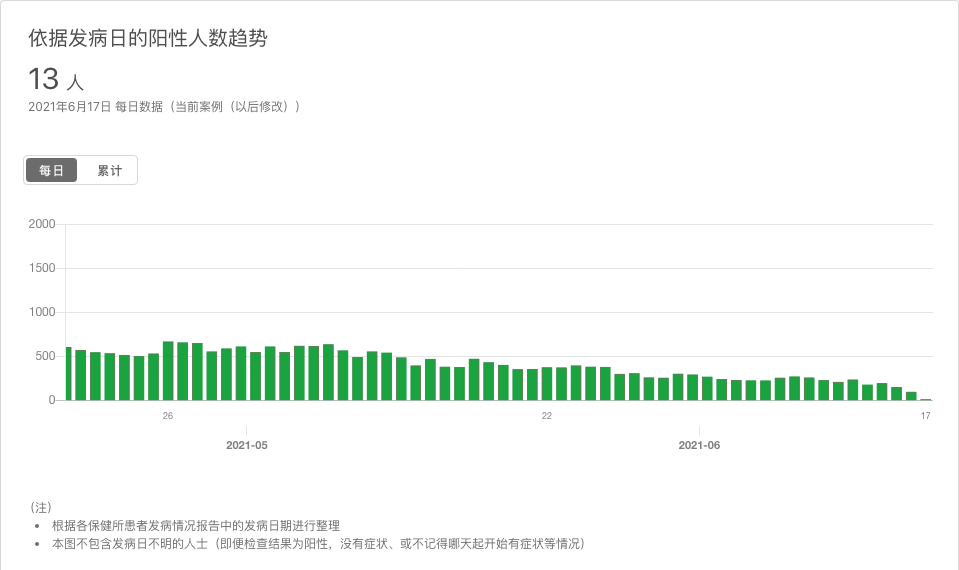 依据发病日的阳性人数趋势
13 人
2021年6月17日 每日数据（当前案例（以后修改））
每日 累计
2000
1500
1000
500
0
26 22 17
2021-05 2021-06
（注）
• 根据各保健所患者发病情况报告中的发病日期进行整理
• 本图不包含发病日不明的人士（即便检查结果为阳性，没有症状、或不记得哪天起开始有症状等情况）